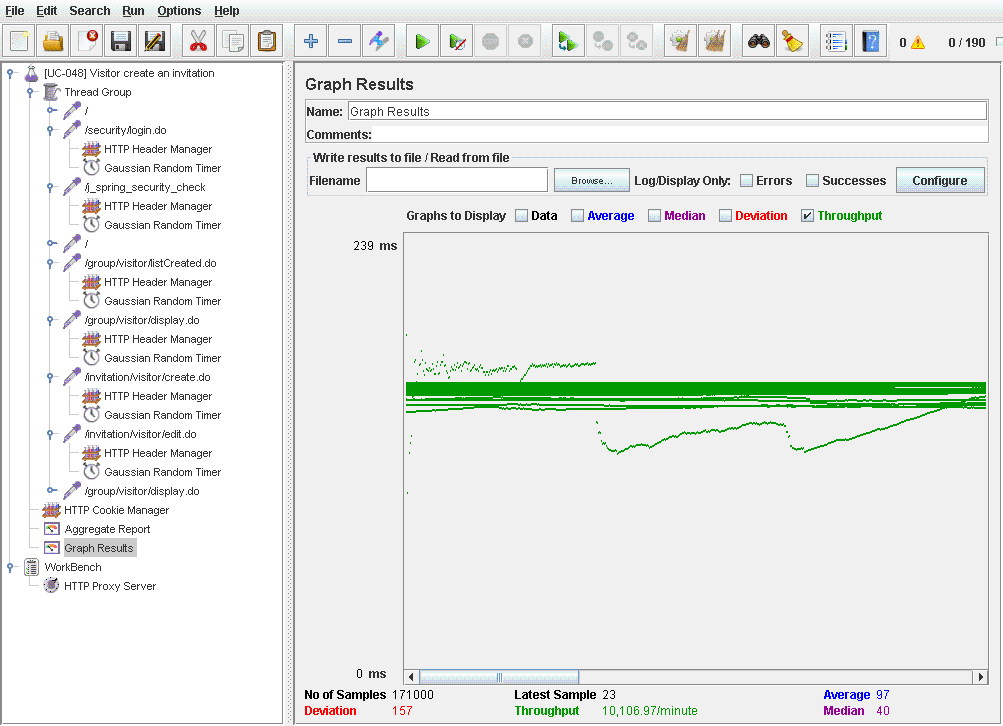 File Edit Search Run Options Help
0 0 / 190
[UC-048] Visitor create an invitation
Thread Group
/
/security/login.do
HTTP Header Manager
Gaussian Random Timer
/j_spring_security_check
HTTP Header Manager
Gaussian Random Timer
/
/group/visitor/listCreated.do
HTTP Header Manager
Gaussian Random Timer
/group/visitor/display.do
HTTP Header Manager
Gaussian Random Timer
/invitation/visitor/create.do
HTTP Header Manager
Gaussian Random Timer
/invitation/visitor/edit.do
HTTP Header Manager
Gaussian Random Timer
/group/visitor/display.do
HTTP Cookie Manager
Aggregate Report
Graph Results
WorkBench
HTTP Proxy Server
Graph Results
Name: Graph Results
Comments:
Write results to file / Read from file
Filename Browse... Log/Display Only: Errors Successes Configure
Graphs to Display Data Average Median Deviation Throughput
239 ms
0 ms
No of Samples 171000 Latest Sample 23 Average 97
Deviation 157 Throughput 10,106.97/minute Median 40